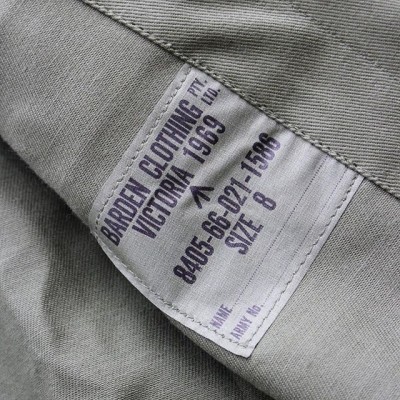 BARDEN CLOTHING PTY. LTD.
VICTORIA 1969
8405-66-021-1586
SIZE 8
NAME
ARMY No.